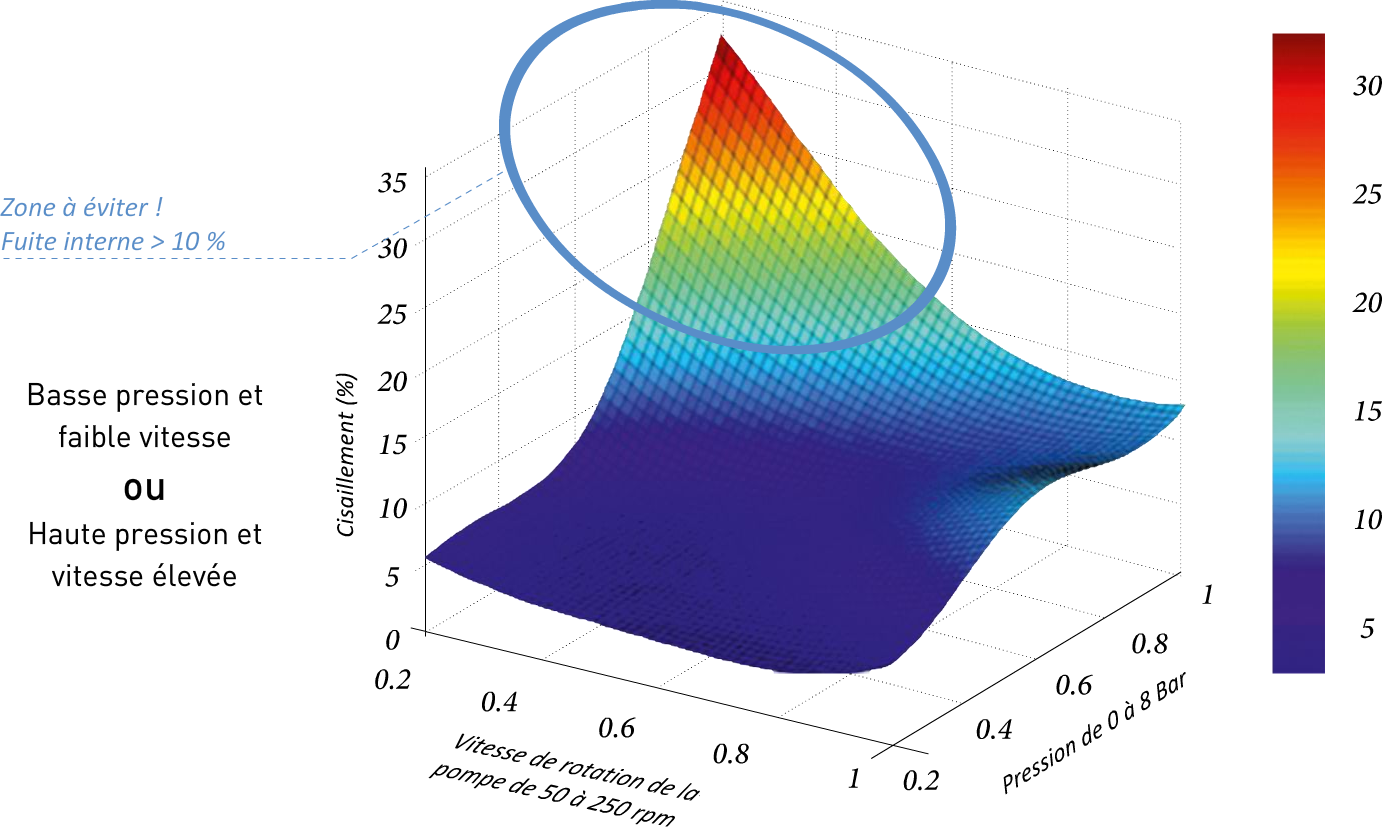 Zone à éviter !
Fuite interne > 10 %
Basse pression et
faible vitesse
ou
Haute pression et
vitesse élevée
Cisaillement (%)
35
30
25
20
15
10
5
0
0.2
0.4
0.6
0.8
1
Vitesse de rotation de la
pompe de 50 à 250 rpm
0.2
0.4
0.6
0.8
1
Pression de 0 à 8 Bar
30
25
20
15
10
5